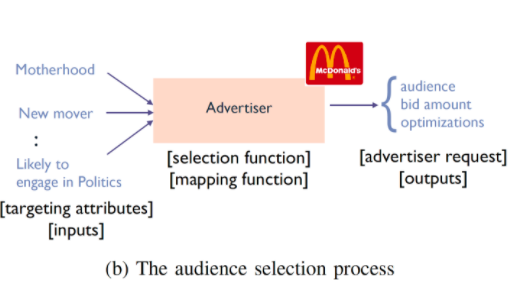 Motherhood
New mover
:
Likely to
engage in Politics
[targeting attributes]
[inputs]
Advertiser
McDonald's
[selection function]
[mapping function]
audience
bid amount
optimizations
[advertiser request]
[outputs]
(b) The audience selection process